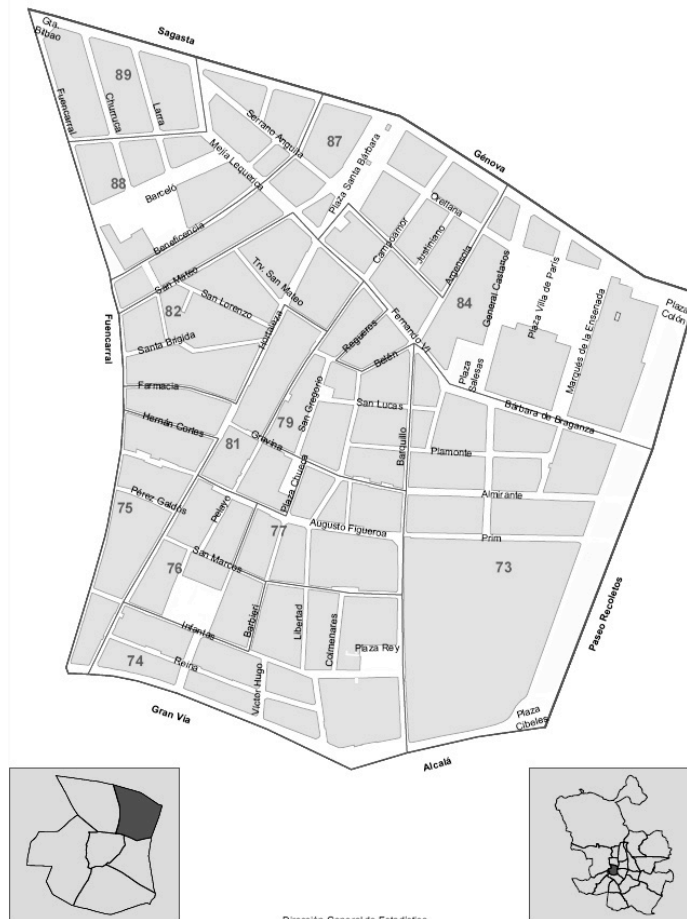 Gta.
Bilbao
Sagasta
89
Fuencarral
Churruca
Larra
Serrano Anguita
87
Plaza Santa Bárbara
Génova
Mejía Lequerica
88
Barceló
Beneficencia
Campoamor
Orellana
Justiniano
Argensola
San Mateo
Trv. San Mateo
84
General Castaños
Plaza Villa de París
Marqués de la Ensenada
Plaza
Colón
82
San Lorenzo
Hortaleza
Fuencarral
Santa Brígida
Regueros
Fernando VI
Belén
Plaza
Salesas
Farmacia
San Gregorio
San Lucas
Bárbara de Braganza
Hernán Cortes
79
81
Gravina
Barquillo
Piamonte
Plaza Chueca
Pérez Galdós
75
Pelayo
Almirante
77
Augusto Figueroa
Prim
San Marcos
76
73
Infantas
Barbieri
Libertad
Colmenares
Plaza Rey
Paseo Recoletos
74
Reina
Víctor Hugo
Gran Vía
Plaza
Cibeles
Alcalá
Dirección General de Estadística